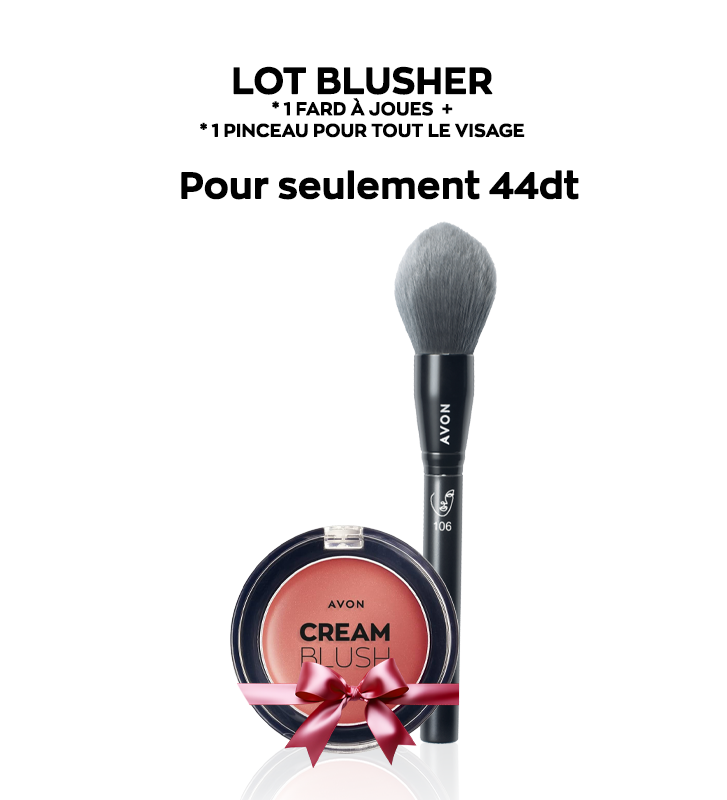 LOT BLUSHER
* 1 FARD À JOUES +
* 1 PINCEAU POUR TOUT LE VISAGE
Pour seulement 44dt
AVON
106
AVON
CREAM
BLUSH